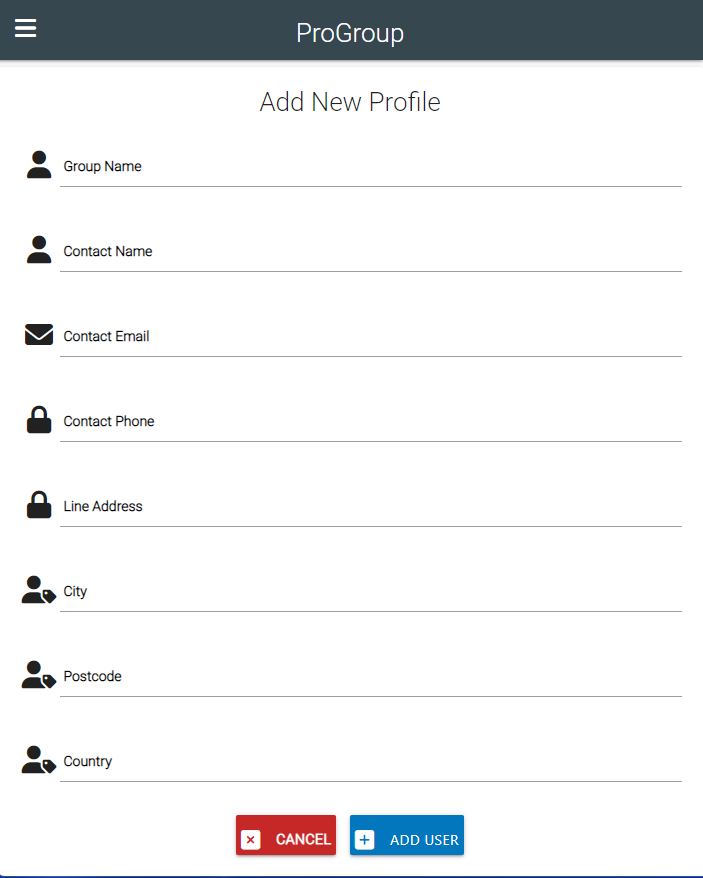 ProGroup
Add New Profile
Group Name
Contact Name
Contact Email
Contact Phone
Line Address
City
Postcode
Country
CANCEL
ADD USER